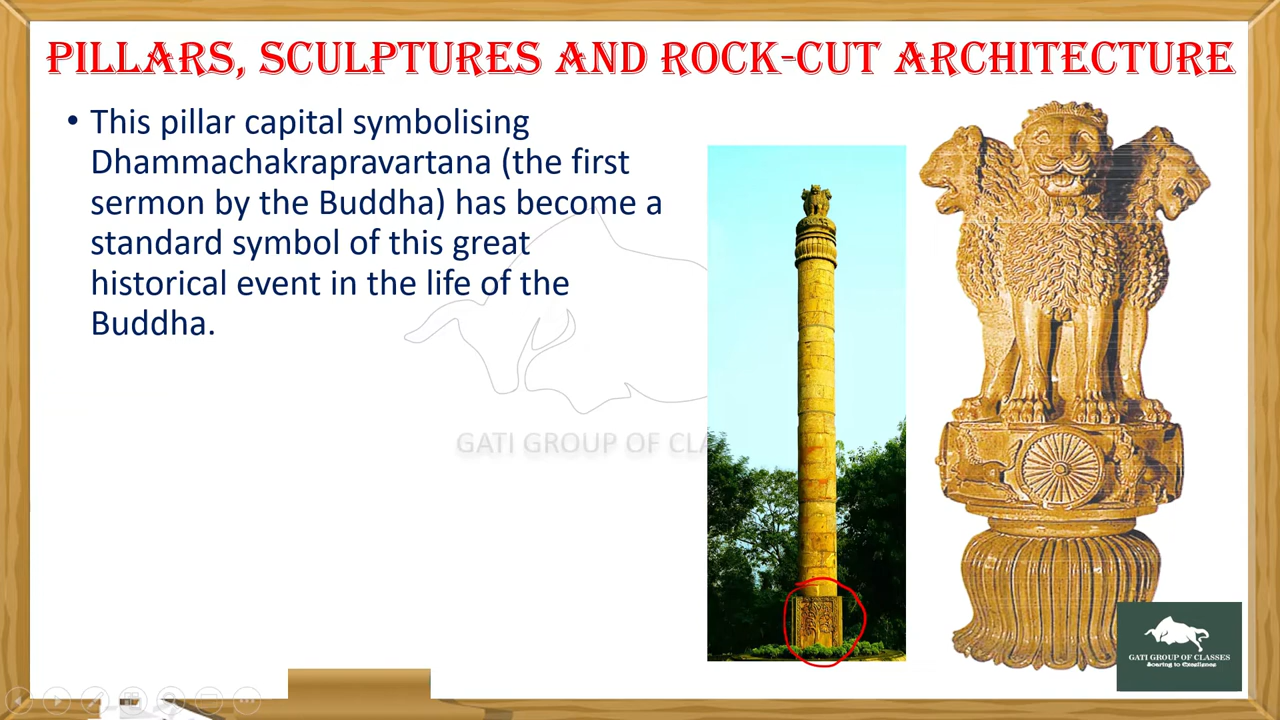 PILLARS, SCULPTURES AND ROCK-CUT ARCHITECTURE
• This pillar capital symbolising
Dhammachakrapravartana (the first
sermon by the Buddha) has become a
standard symbol of this great
historical event in the life of the
Buddha.
GATI GROUP OF CLA
GATI GROUP OF CLASSES
Soaring to Excellence